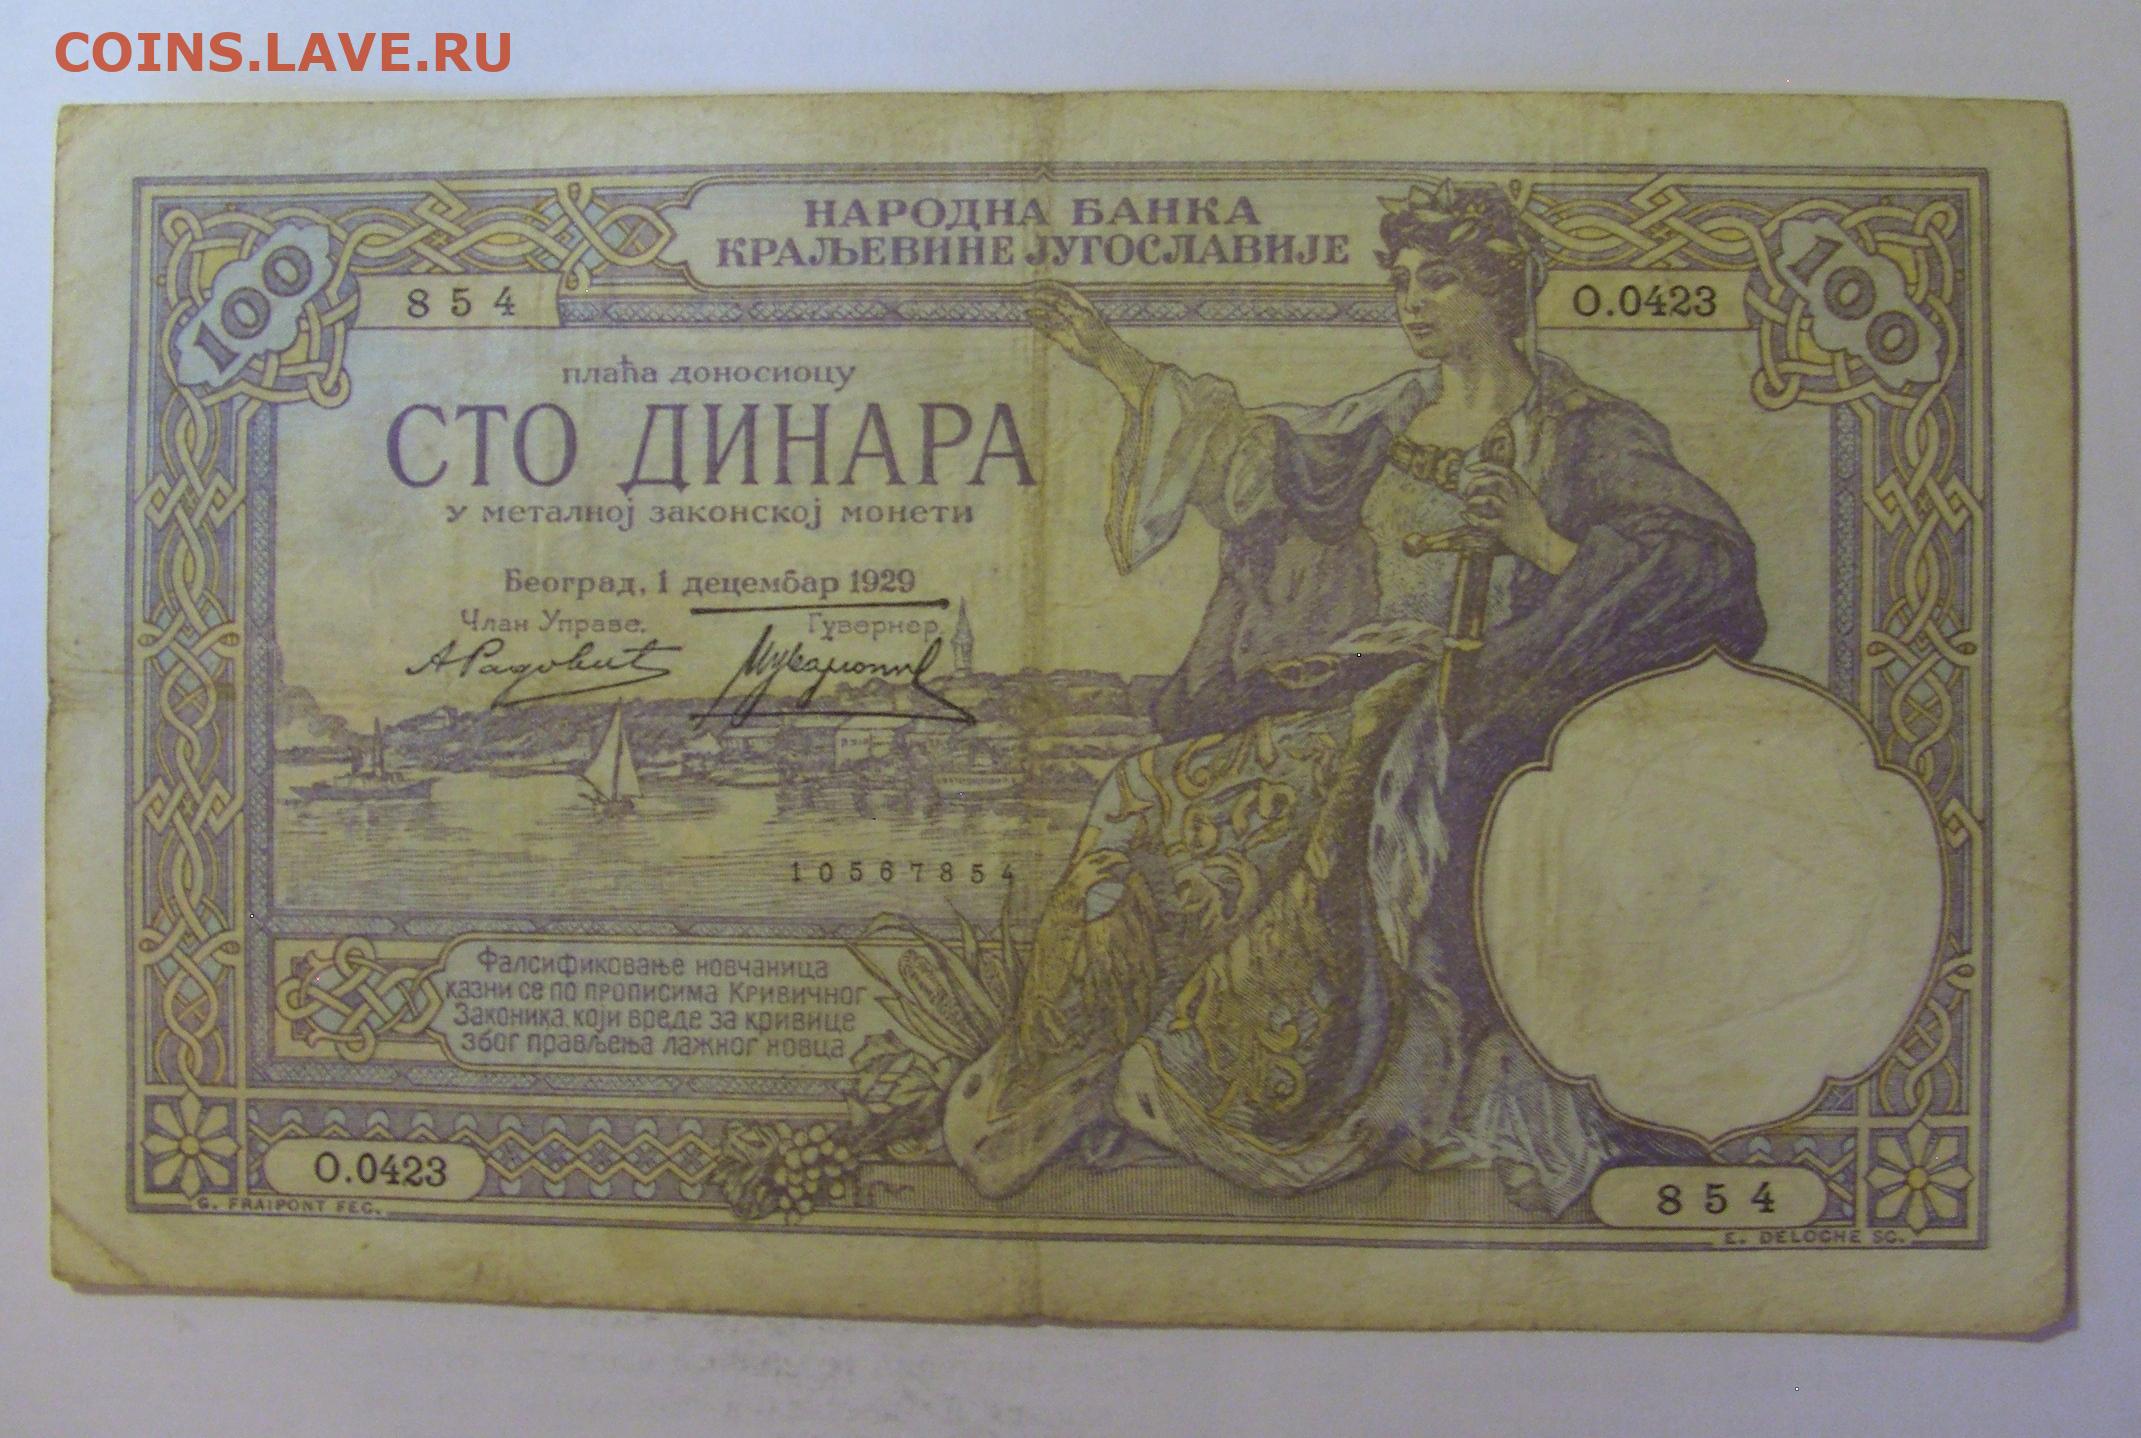 COINS.LAVE.RU
НАРОДНА БАНКА
КРАЉЕВИНЕ ЈУГОСЛАВИЈЕ
100
854
О.0423
100
плаћа доносиоцу
СТО ДИНАРА
у металној законској монети
Београд, 1 децембар 1929
Члан Управе,
Гувернер,
А Радовић
10567854
Фалсификовање новчаница
казни се по прописима Кривичног
Законика, који вреде за кривице
због прављења лажног новца
О.0423
854
G. FRAIPONT FEC.
E. DELOCHE SC.